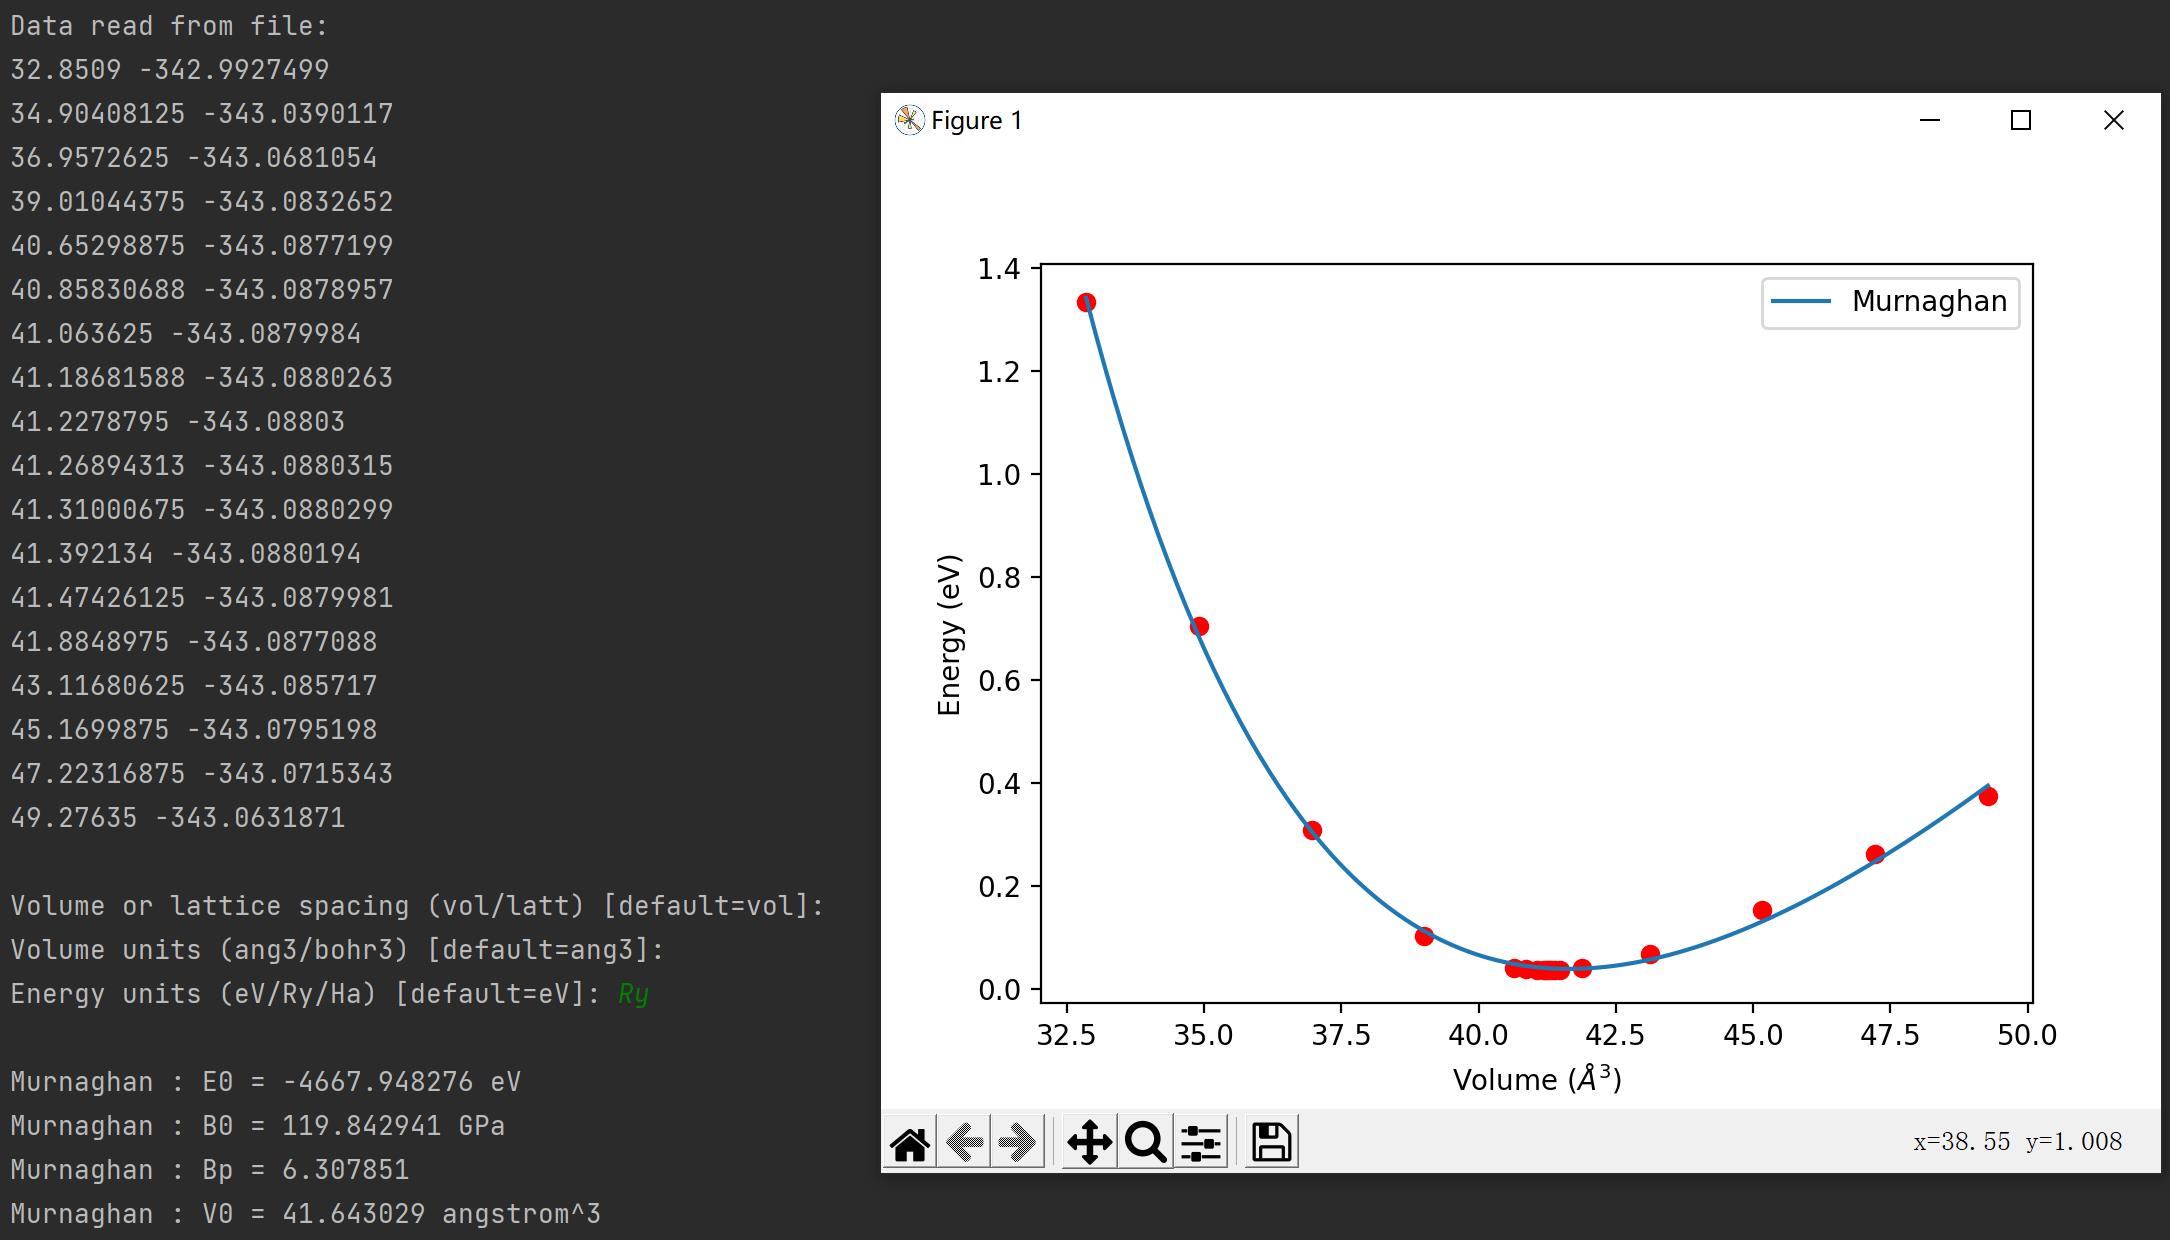 Data read from file:
32.8509 -342.9927499
34.90408125 -343.0390117
36.9572625 -343.0681054
39.01044375 -343.0832652
40.65298875 -343.0877199
40.85830688 -343.0878957
41.063625 -343.0879984
41.18681588 -343.0880263
41.2278795 -343.08803
41.26894313 -343.0880315
41.31000675 -343.0880299
41.392134 -343.0880194
41.47426125 -343.0879981
41.8848975 -343.0877088
43.11680625 -343.085717
45.1699875 -343.0795198
47.22316875 -343.0715343
49.27635 -343.0631871
Volume or lattice spacing (vol/latt) [default=vol]:
Volume units (ang3/bohr3) [default=ang3]:
Energy units (eV/Ry/Ha) [default=eV]: Ry
Murnaghan : E0 = -4667.948276 eV
Murnaghan : B0 = 119.842941 GPa
Murnaghan : Bp = 6.307851
Murnaghan : V0 = 41.643029 angstrom^3
Figure 1
Murnaghan
1.4
1.2
1.0
0.8
0.6
0.4
0.2
0.0
Energy (eV)
32.5 35.0 37.5 40.0 42.5 45.0 47.5 50.0
Volume (Å³)
x=38.55 y=1.008